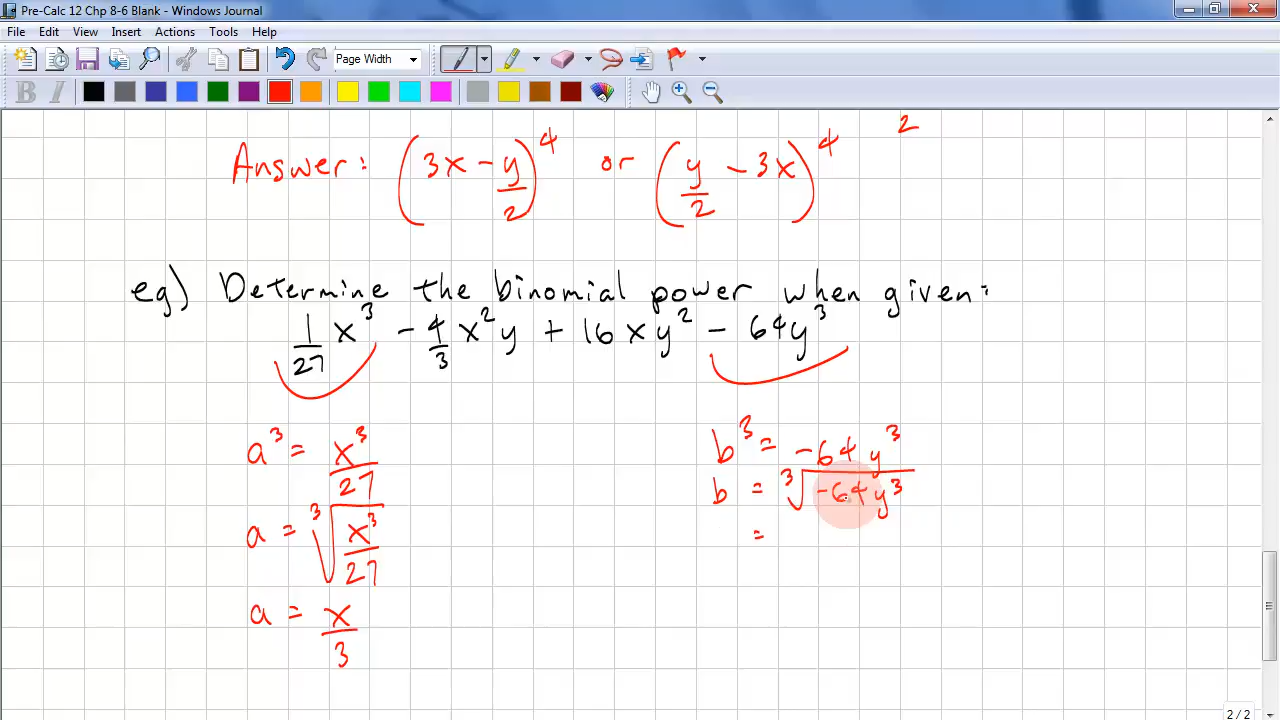 Pre-Calc 12 Chp 8-6 Blank - Windows Journal
File Edit View Insert Actions Tools Help
Page Width
B I
2
Answer: (3x - y/2)^4 or (y/2 - 3x)^4
eg) Determine the binomial power when given:
1/27 x^3 - 4/3 x^2 y + 16 x y^2 - 64y^3
a^3 = x^3/27
a = ∛(x^3/27)
a = x/3
b^3 = -64y^3
b = ∛(-64y^3)
=
2/2